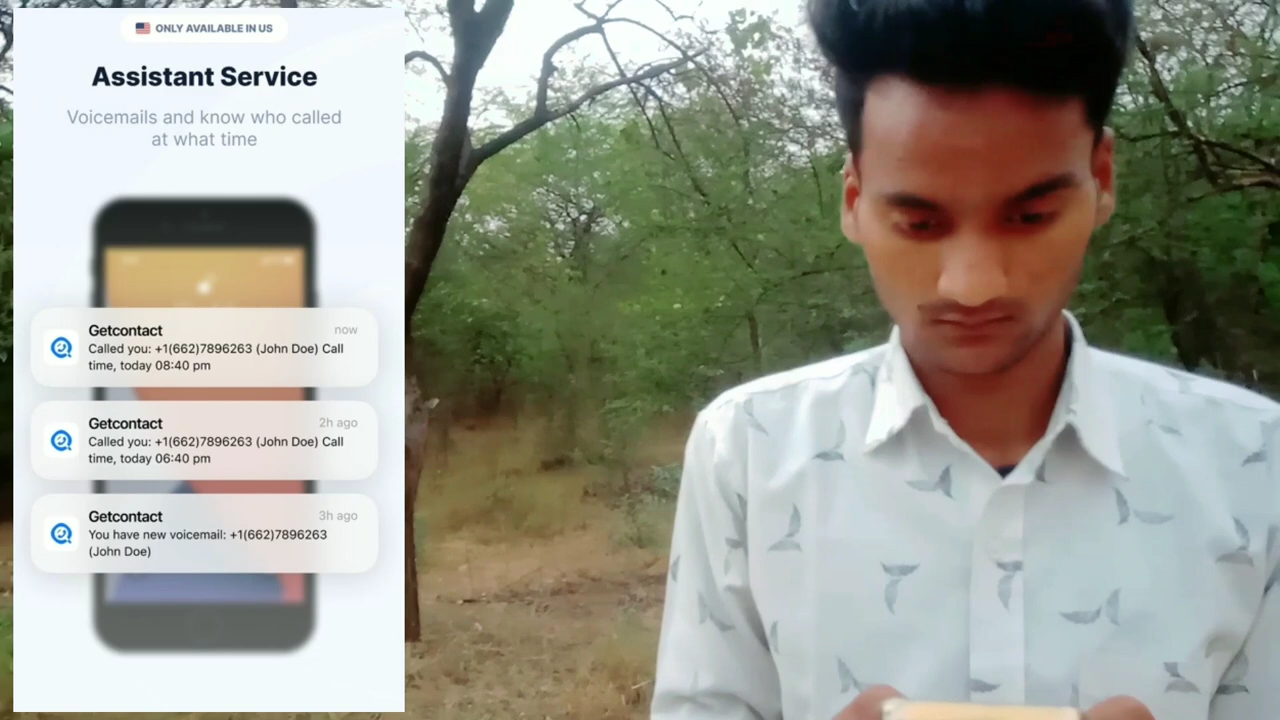 ONLY AVAILABLE IN US
Assistant Service
Voicemails and know who called
at what time
Getcontact now
Called you: +1(662)7896263 (John Doe) Call
time, today 08:40 pm
Getcontact 2h ago
Called you: +1(662)7896263 (John Doe) Call
time, today 06:40 pm
Getcontact 3h ago
You have new voicemail: +1(662)7896263
(John Doe)